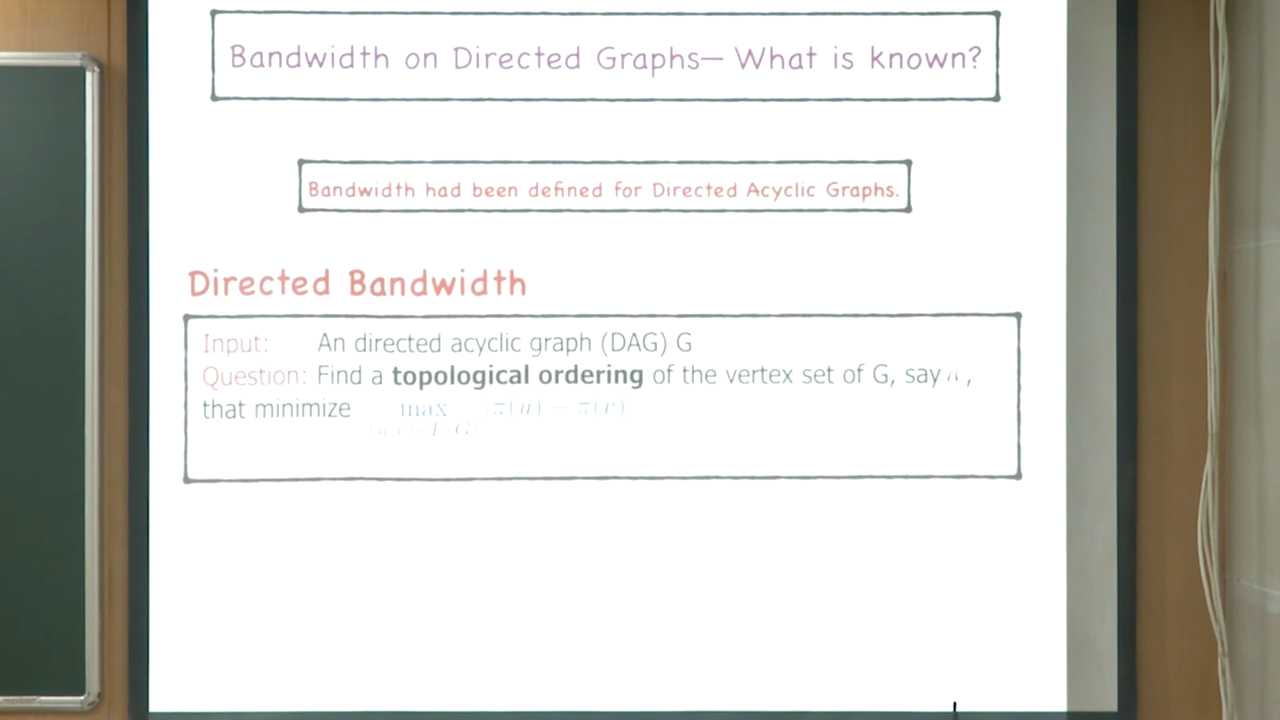 Bandwidth on Directed Graphs— What is known?
Bandwidth had been defined for Directed Acyclic Graphs.
Directed Bandwidth
Input: An directed acyclic graph (DAG) G
Question: Find a topological ordering of the vertex set of G, say π,
that minimize max |π(u) − π(v)|